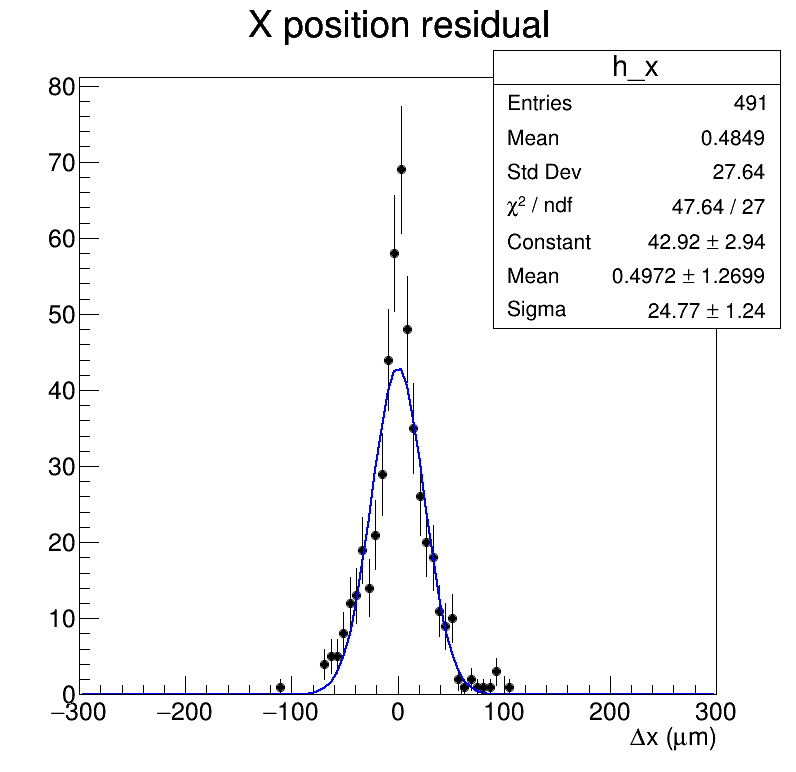 X position residual
h_x
Entries 491
Mean 0.4849
Std Dev 27.64
χ² / ndf 47.64 / 27
Constant 42.92 ± 2.94
Mean 0.4972 ± 1.2699
Sigma 24.77 ± 1.24
80
70
60
50
40
30
20
10
0
−300 −200 −100 0 100 200 300
Δx (μm)